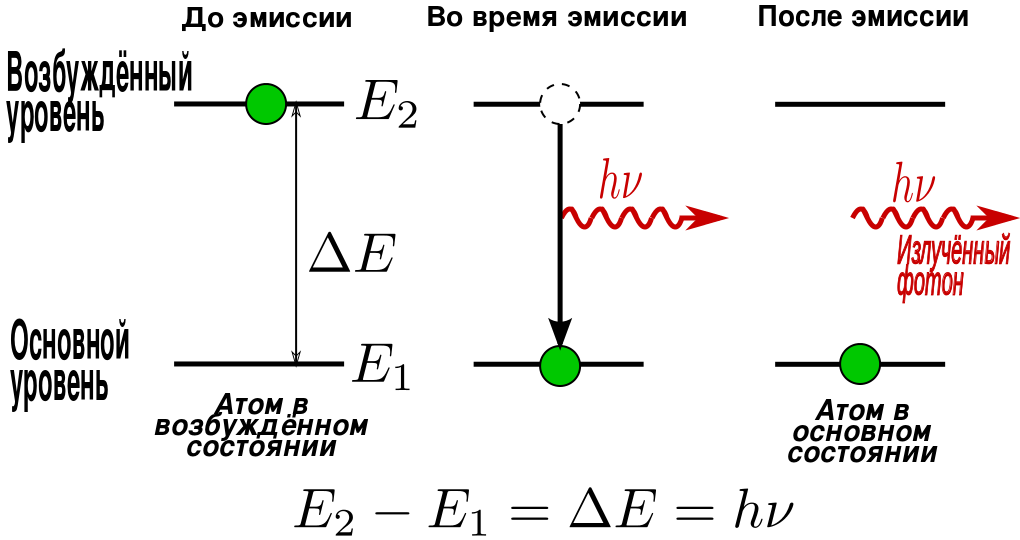 До эмиссии
Во время эмиссии
После эмиссии
Возбуждённый
уровень
E₂
hν
hν
Излучённый
фотон
ΔE
Основной
уровень
E₁
Атом в
возбуждённом
состоянии
Атом в
основном
состоянии
E₂ − E₁ = ΔE = hν